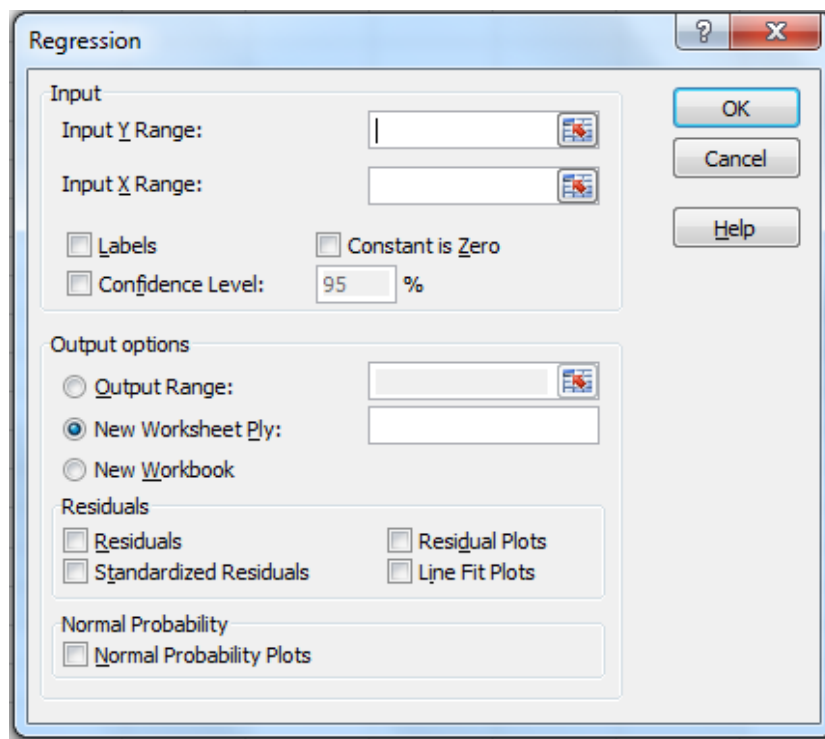 Regression
Input
Input Y Range:
OK
Input X Range:
Cancel
Help
Labels
Constant is Zero
Confidence Level:
95 %
Output options
Output Range:
New Worksheet Ply:
New Workbook
Residuals
Residuals
Residual Plots
Standardized Residuals
Line Fit Plots
Normal Probability
Normal Probability Plots